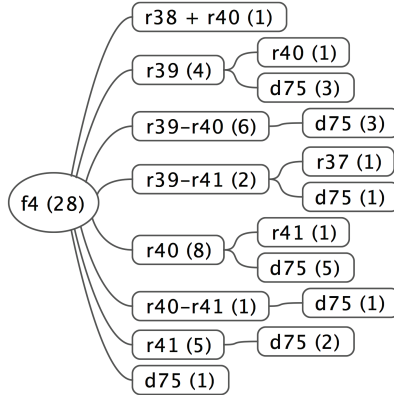 f4 (28)
r38 + r40 (1)
r39 (4)
r40 (1)
d75 (3)
r39–r40 (6)
d75 (3)
r39–r41 (2)
r37 (1)
d75 (1)
r40 (8)
r41 (1)
d75 (5)
r40–r41 (1)
d75 (1)
r41 (5)
d75 (2)
d75 (1)